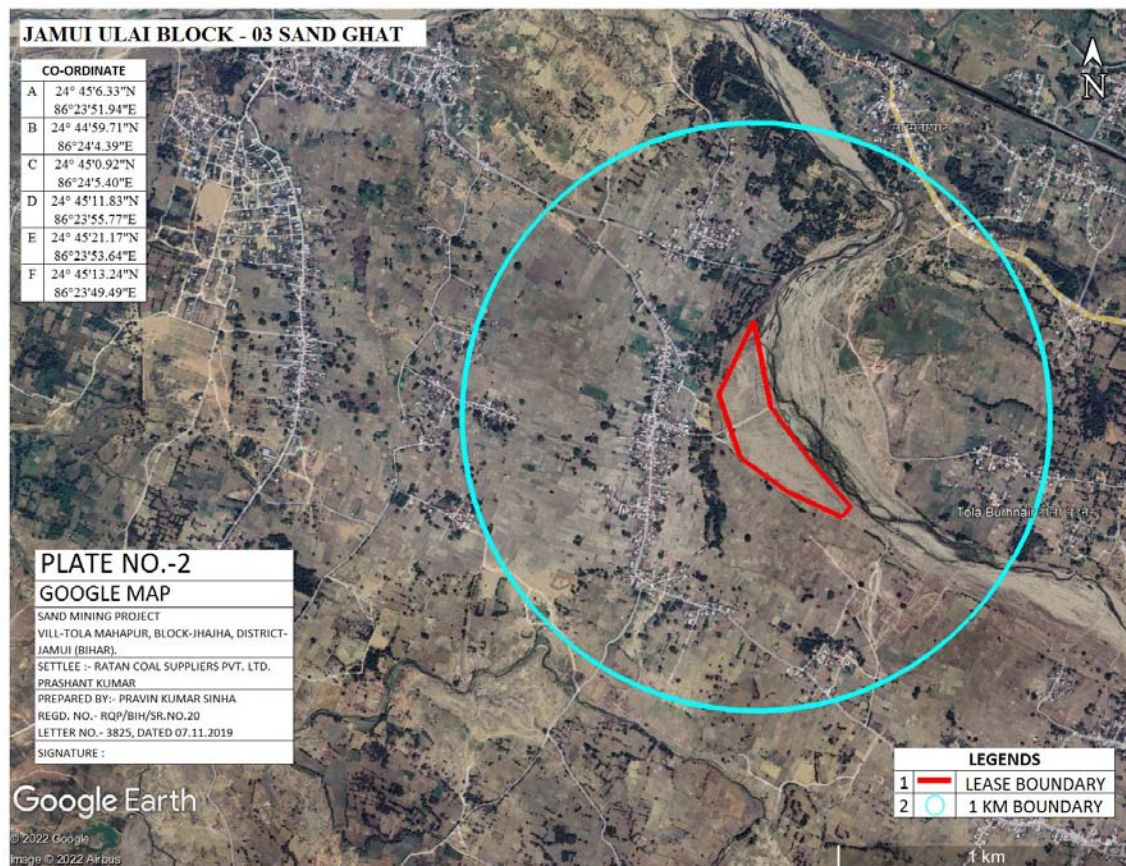 JAMUI ULAI BLOCK - 03 SAND GHAT
CO-ORDINATE
A 24° 45'6.33"N
86°23'51.94"E
B 24° 44'59.71"N
86°24'4.39"E
C 24° 45'0.92"N
86°24'5.40"E
D 24° 45'11.83"N
86°23'55.77"E
E 24° 45'21.17"N
86°23'53.64"E
F 24° 45'13.24"N
86°23'49.49"E
N
Tola Burhnair
PLATE NO.-2
GOOGLE MAP
SAND MINING PROJECT
VILL-TOLA MAHAPUR, BLOCK-JHAJHA, DISTRICT-
JAMUI (BIHAR).
SETTLEE :- RATAN COAL SUPPLIERS PVT. LTD.
PRASHANT KUMAR
PREPARED BY:- PRAVIN KUMAR SINHA
REGD. NO.- RQP/BIH/SR.NO.20
LETTER NO.- 3825, DATED 07.11.2019
SIGNATURE :
LEGENDS
1 LEASE BOUNDARY
2 1 KM BOUNDARY
Google Earth
© 2022 Google
Image © 2022 Airbus
1 km